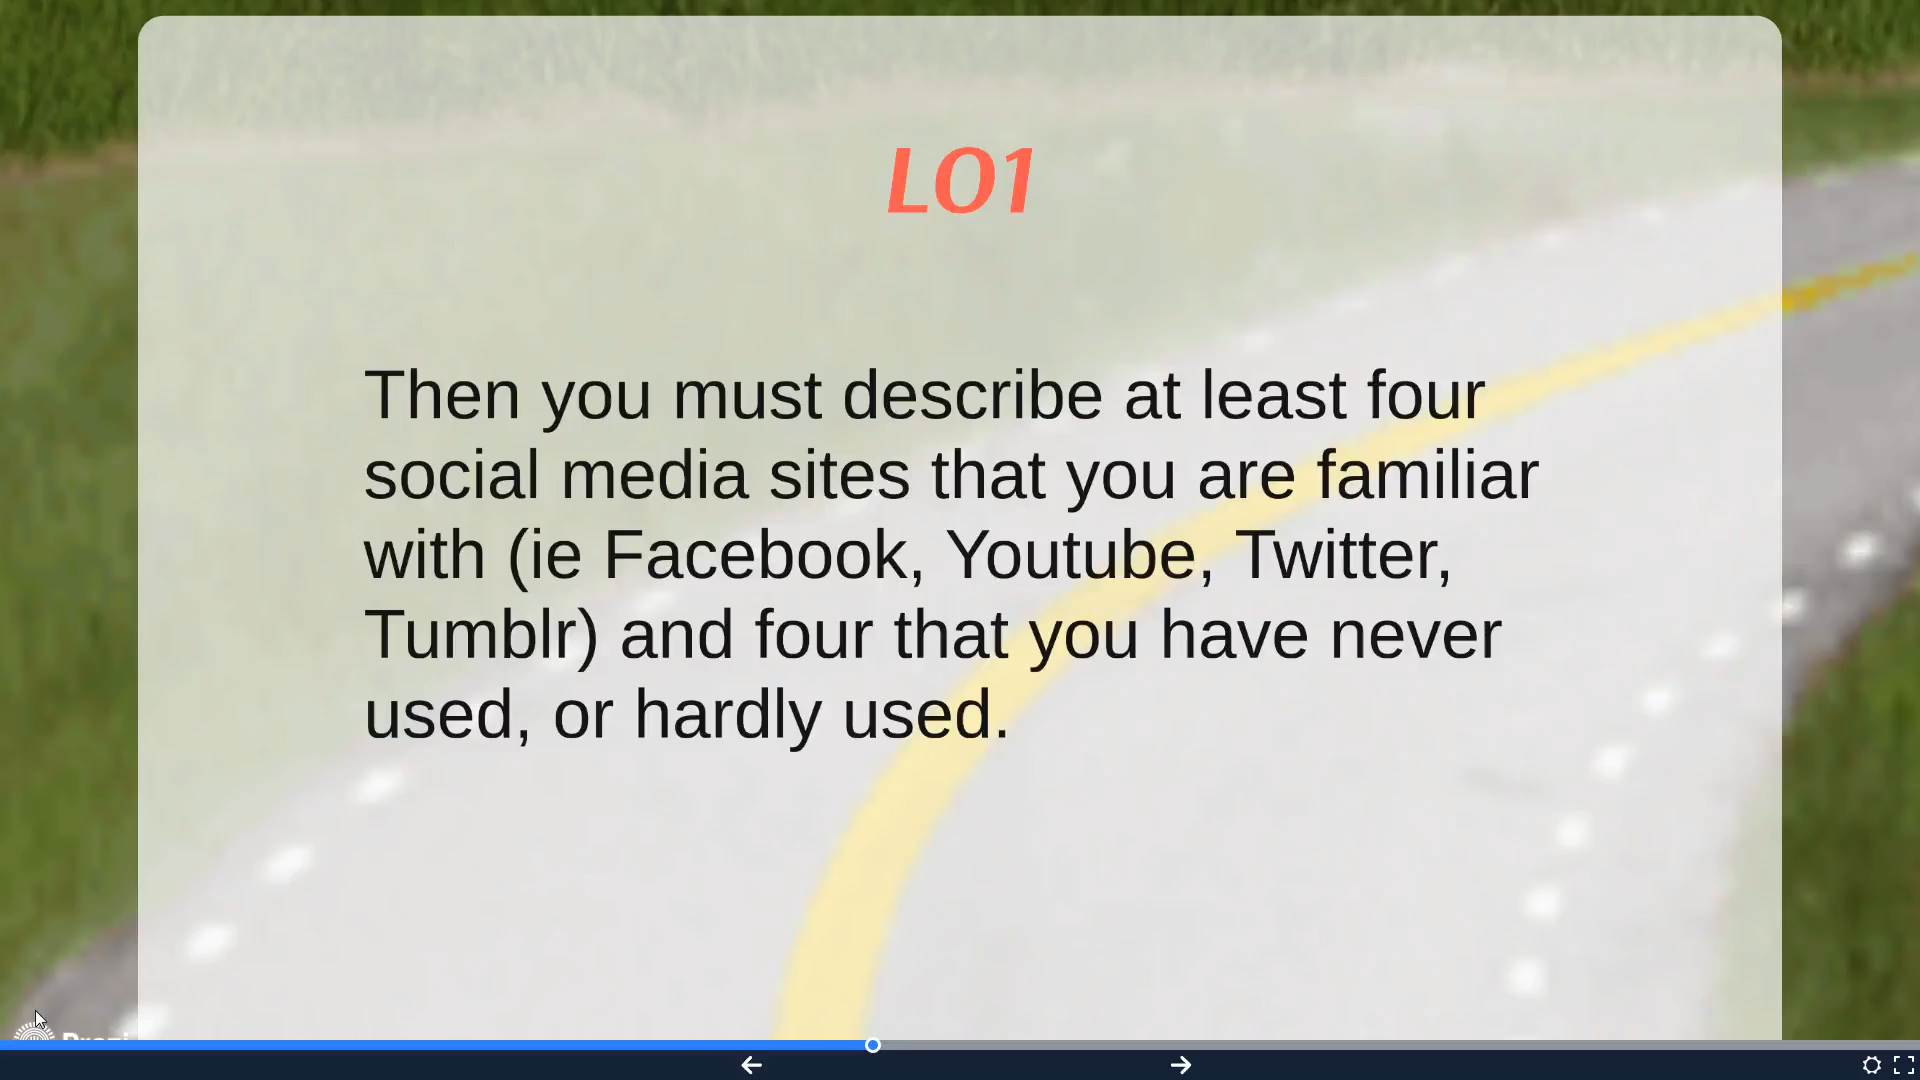 LO1
Then you must describe at least four
social media sites that you are familiar
with (ie Facebook, Youtube, Twitter,
Tumblr) and four that you have never
used, or hardly used.